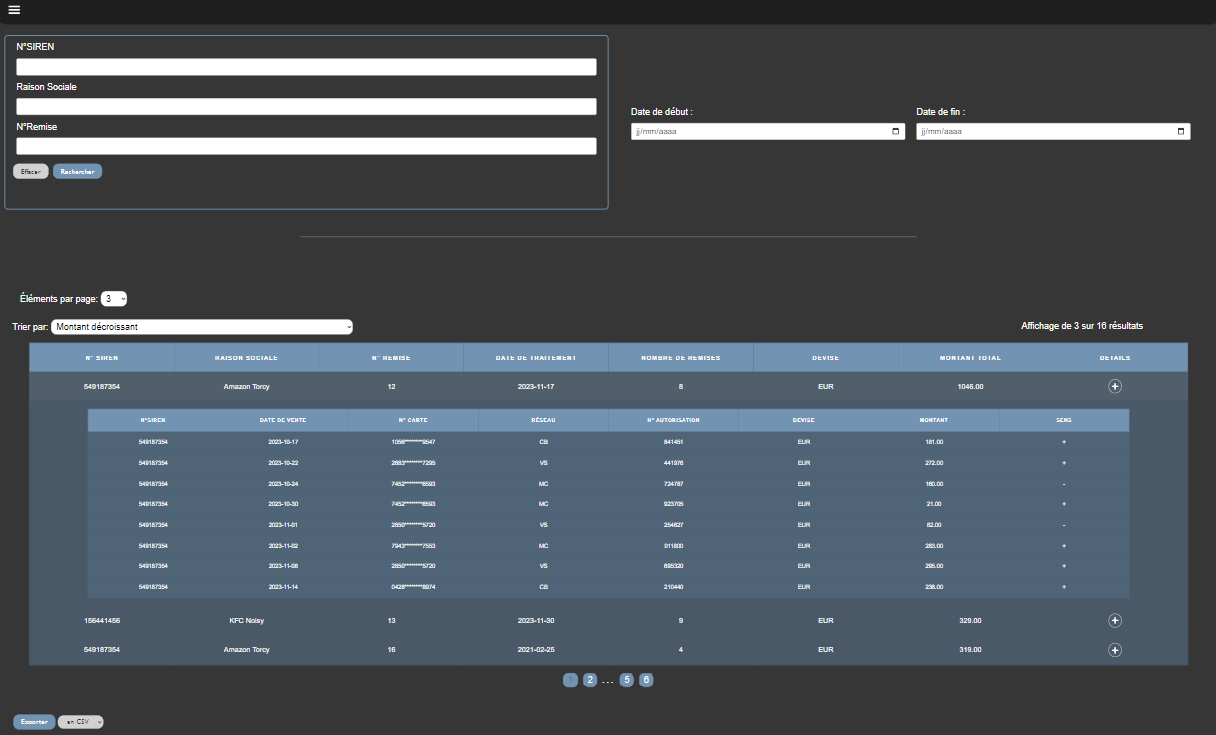 N°SIREN
Raison Sociale
N°Remise
Effacer Rechercher
Date de début : Date de fin :
jj/mm/aaaa jj/mm/aaaa
Éléments par page: 3
Trier par: Montant décroissant Affichage de 3 sur 16 résultats
N° SIREN RAISON SOCIALE N° REMISE DATE DE TRAITEMENT NOMBRE DE REMISES DEVISE MONTANT TOTAL DETAILS
549187354 Amazon Torcy 12 2023-11-17 8 EUR 1046.00 +
N°SIREN DATE DE VENTE N° CARTE RÉSEAU N° AUTORISATION DEVISE MONTANT SENS
549187354 2023-10-17 1056********9547 CB 841451 EUR 181.00 +
549187354 2023-10-22 2683********7295 VS 441976 EUR 272.00 +
549187354 2023-10-24 7452********6593 MC 724787 EUR 160.00 -
549187354 2023-10-30 7452********6593 MC 923705 EUR 21.00 +
549187354 2023-11-01 2850********5720 VS 254627 EUR 82.00 -
549187354 2023-11-02 7943********7553 MC 011800 EUR 283.00 +
549187354 2023-11-08 2850********5720 VS 695320 EUR 295.00 +
549187354 2023-11-14 0428********8974 CB 210440 EUR 236.00 +
156441456 KFC Noisy 13 2023-11-30 9 EUR 329.00 +
549187354 Amazon Torcy 16 2021-02-25 4 EUR 319.00 +
1 2 ... 5 6
Exporter en CSV